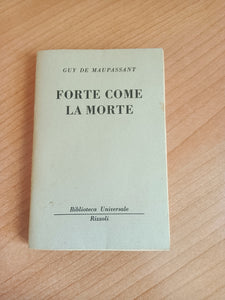 GUY DE MAUPASSANT
FORTE COME
LA MORTE
Biblioteca Universale
Rizzoli